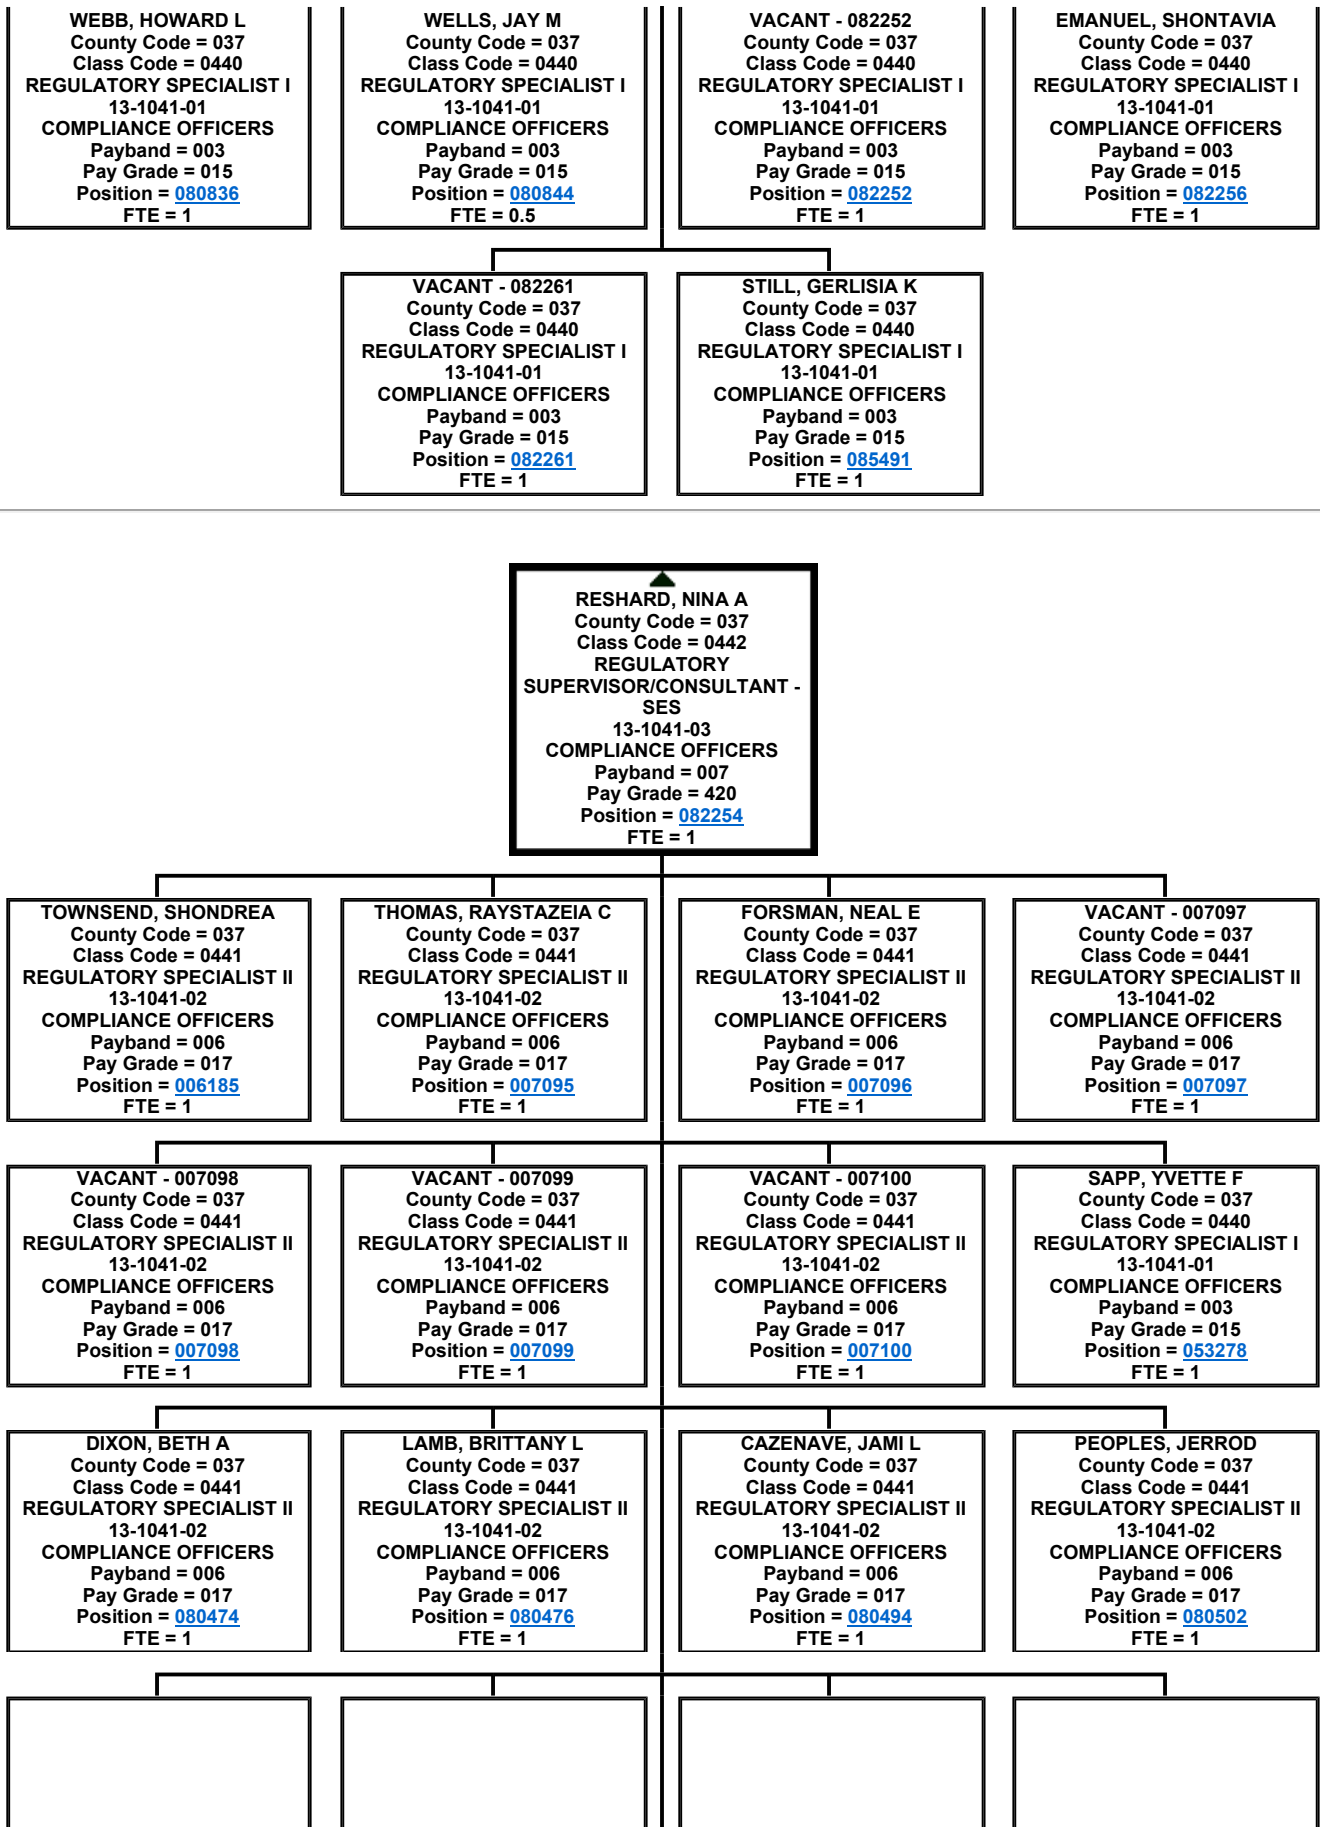 WEBB, HOWARD L
County Code = 037
Class Code = 0440
REGULATORY SPECIALIST I
13-1041-01
COMPLIANCE OFFICERS
Payband = 003
Pay Grade = 015
Position = 080836
FTE = 1
WELLS, JAY M
County Code = 037
Class Code = 0440
REGULATORY SPECIALIST I
13-1041-01
COMPLIANCE OFFICERS
Payband = 003
Pay Grade = 015
Position = 080844
FTE = 0.5
VACANT - 082252
County Code = 037
Class Code = 0440
REGULATORY SPECIALIST I
13-1041-01
COMPLIANCE OFFICERS
Payband = 003
Pay Grade = 015
Position = 082252
FTE = 1
EMANUEL, SHONTAVIA
County Code = 037
Class Code = 0440
REGULATORY SPECIALIST I
13-1041-01
COMPLIANCE OFFICERS
Payband = 003
Pay Grade = 015
Position = 082256
FTE = 1
VACANT - 082261
County Code = 037
Class Code = 0440
REGULATORY SPECIALIST I
13-1041-01
COMPLIANCE OFFICERS
Payband = 003
Pay Grade = 015
Position = 082261
FTE = 1
STILL, GERLISIA K
County Code = 037
Class Code = 0440
REGULATORY SPECIALIST I
13-1041-01
COMPLIANCE OFFICERS
Payband = 003
Pay Grade = 015
Position = 085491
FTE = 1
RESHARD, NINA A
County Code = 037
Class Code = 0442
REGULATORY
SUPERVISOR/CONSULTANT -
SES
13-1041-03
COMPLIANCE OFFICERS
Payband = 007
Pay Grade = 420
Position = 082254
FTE = 1
TOWNSEND, SHONDREA
County Code = 037
Class Code = 0441
REGULATORY SPECIALIST II
13-1041-02
COMPLIANCE OFFICERS
Payband = 006
Pay Grade = 017
Position = 006185
FTE = 1
THOMAS, RAYSTAZEIA C
County Code = 037
Class Code = 0441
REGULATORY SPECIALIST II
13-1041-02
COMPLIANCE OFFICERS
Payband = 006
Pay Grade = 017
Position = 007095
FTE = 1
FORSMAN, NEAL E
County Code = 037
Class Code = 0441
REGULATORY SPECIALIST II
13-1041-02
COMPLIANCE OFFICERS
Payband = 006
Pay Grade = 017
Position = 007096
FTE = 1
VACANT - 007097
County Code = 037
Class Code = 0441
REGULATORY SPECIALIST II
13-1041-02
COMPLIANCE OFFICERS
Payband = 006
Pay Grade = 017
Position = 007097
FTE = 1
VACANT - 007098
County Code = 037
Class Code = 0441
REGULATORY SPECIALIST II
13-1041-02
COMPLIANCE OFFICERS
Payband = 006
Pay Grade = 017
Position = 007098
FTE = 1
VACANT - 007099
County Code = 037
Class Code = 0441
REGULATORY SPECIALIST II
13-1041-02
COMPLIANCE OFFICERS
Payband = 006
Pay Grade = 017
Position = 007099
FTE = 1
VACANT - 007100
County Code = 037
Class Code = 0441
REGULATORY SPECIALIST II
13-1041-02
COMPLIANCE OFFICERS
Payband = 006
Pay Grade = 017
Position = 007100
FTE = 1
SAPP, YVETTE F
County Code = 037
Class Code = 0440
REGULATORY SPECIALIST I
13-1041-01
COMPLIANCE OFFICERS
Payband = 003
Pay Grade = 015
Position = 053278
FTE = 1
DIXON, BETH A
County Code = 037
Class Code = 0441
REGULATORY SPECIALIST II
13-1041-02
COMPLIANCE OFFICERS
Payband = 006
Pay Grade = 017
Position = 080474
FTE = 1
LAMB, BRITTANY L
County Code = 037
Class Code = 0441
REGULATORY SPECIALIST II
13-1041-02
COMPLIANCE OFFICERS
Payband = 006
Pay Grade = 017
Position = 080476
FTE = 1
CAZENAVE, JAMI L
County Code = 037
Class Code = 0441
REGULATORY SPECIALIST II
13-1041-02
COMPLIANCE OFFICERS
Payband = 006
Pay Grade = 017
Position = 080494
FTE = 1
PEOPLES, JERROD
County Code = 037
Class Code = 0441
REGULATORY SPECIALIST II
13-1041-02
COMPLIANCE OFFICERS
Payband = 006
Pay Grade = 017
Position = 080502
FTE = 1